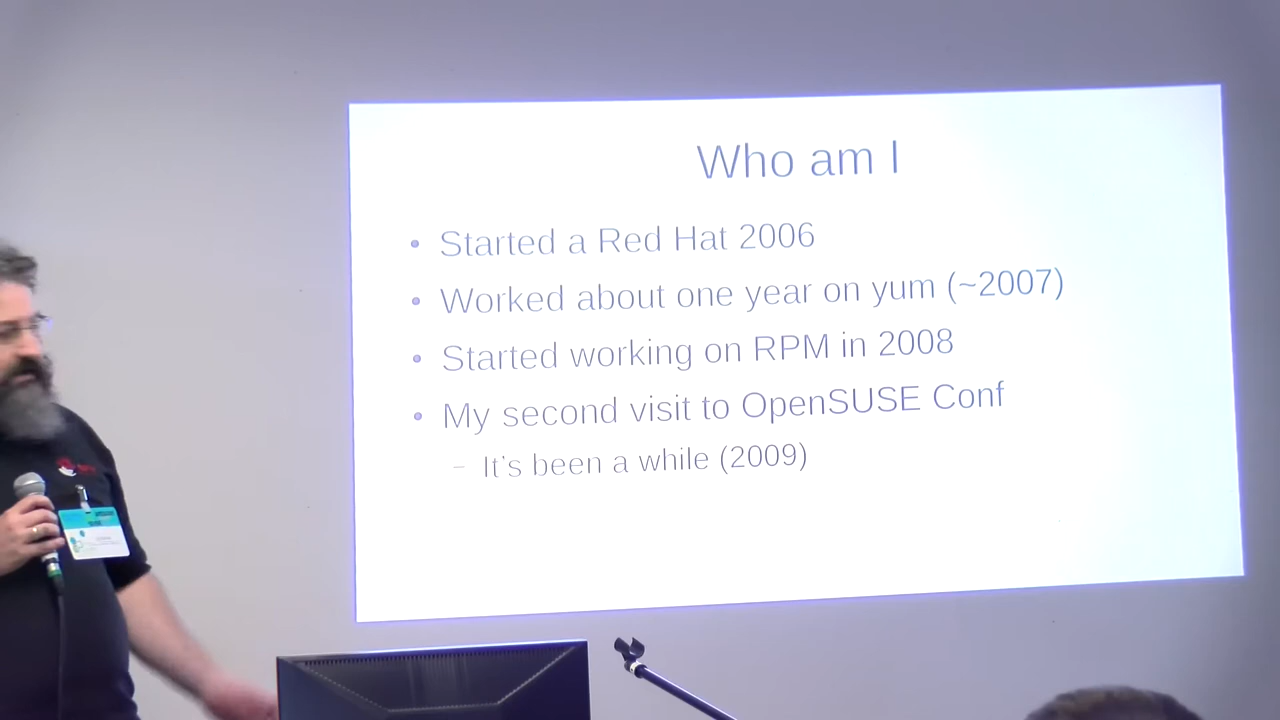 Who am I
• Started a Red Hat 2006
• Worked about one year on yum (~2007)
• Started working on RPM in 2008
• My second visit to OpenSUSE Conf
– It's been a while (2009)